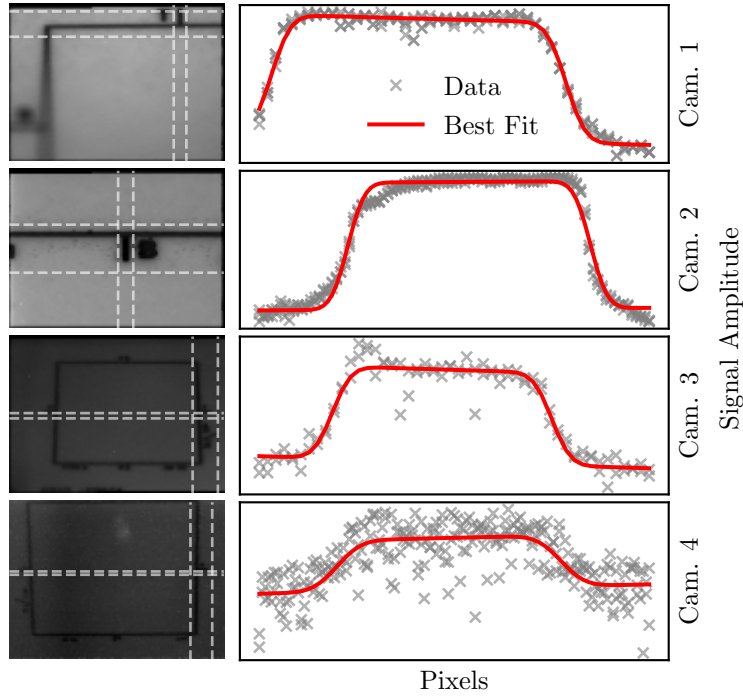 Data
Best Fit
Cam. 1
Cam. 2
Cam. 3
Cam. 4
Signal Amplitude
Pixels